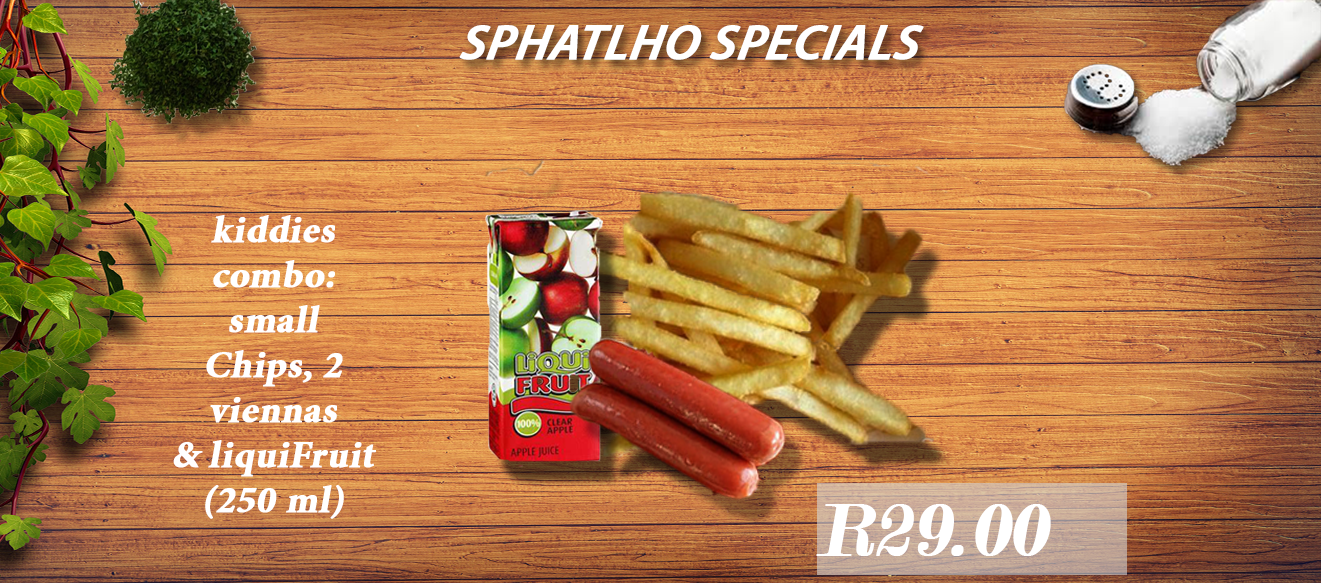 SPHATLHO SPECIALS
kiddies
combo:
small
Chips, 2
viennas
& liquiFruit
(250 ml)
LiQUi
FRUiT
100% CLEAR
APPLE
APPLE JUICE
R29.00